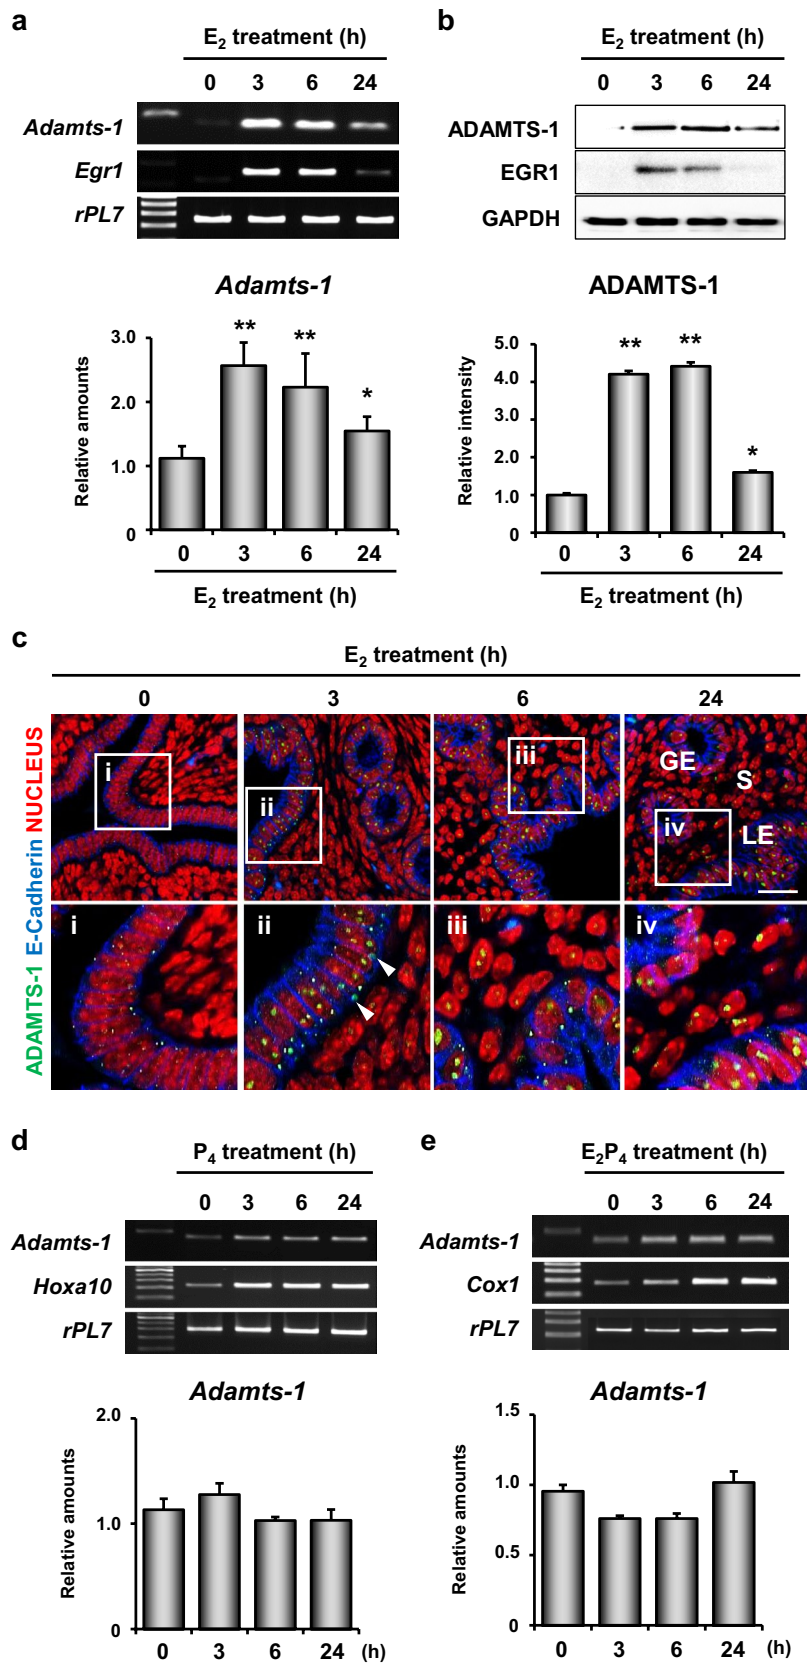 a
E2 treatment (h)
0 3 6 24
Adamts-1
Egr1
rPL7
Adamts-1
Relative amounts
3.0
2.0
1.0
0
** ** *
0 3 6 24
E2 treatment (h)
b
E2 treatment (h)
0 3 6 24
ADAMTS-1
EGR1
GAPDH
ADAMTS-1
Relative intensity
5.0
4.0
3.0
2.0
1.0
0
** ** *
0 3 6 24
E2 treatment (h)
c
E2 treatment (h)
0 3 6 24
ADAMTS-1 E-Cadherin NUCLEUS
i
ii
iii
GE
S
iv
LE
i
ii
iii
iv
d
P4 treatment (h)
0 3 6 24
Adamts-1
Hoxa10
rPL7
Adamts-1
Relative amounts
2.0
1.0
0
0 3 6 24 (h)
e
E2P4 treatment (h)
0 3 6 24
Adamts-1
Cox1
rPL7
Adamts-1
Relative amounts
1.5
1.0
0.5
0
0 3 6 24 (h)